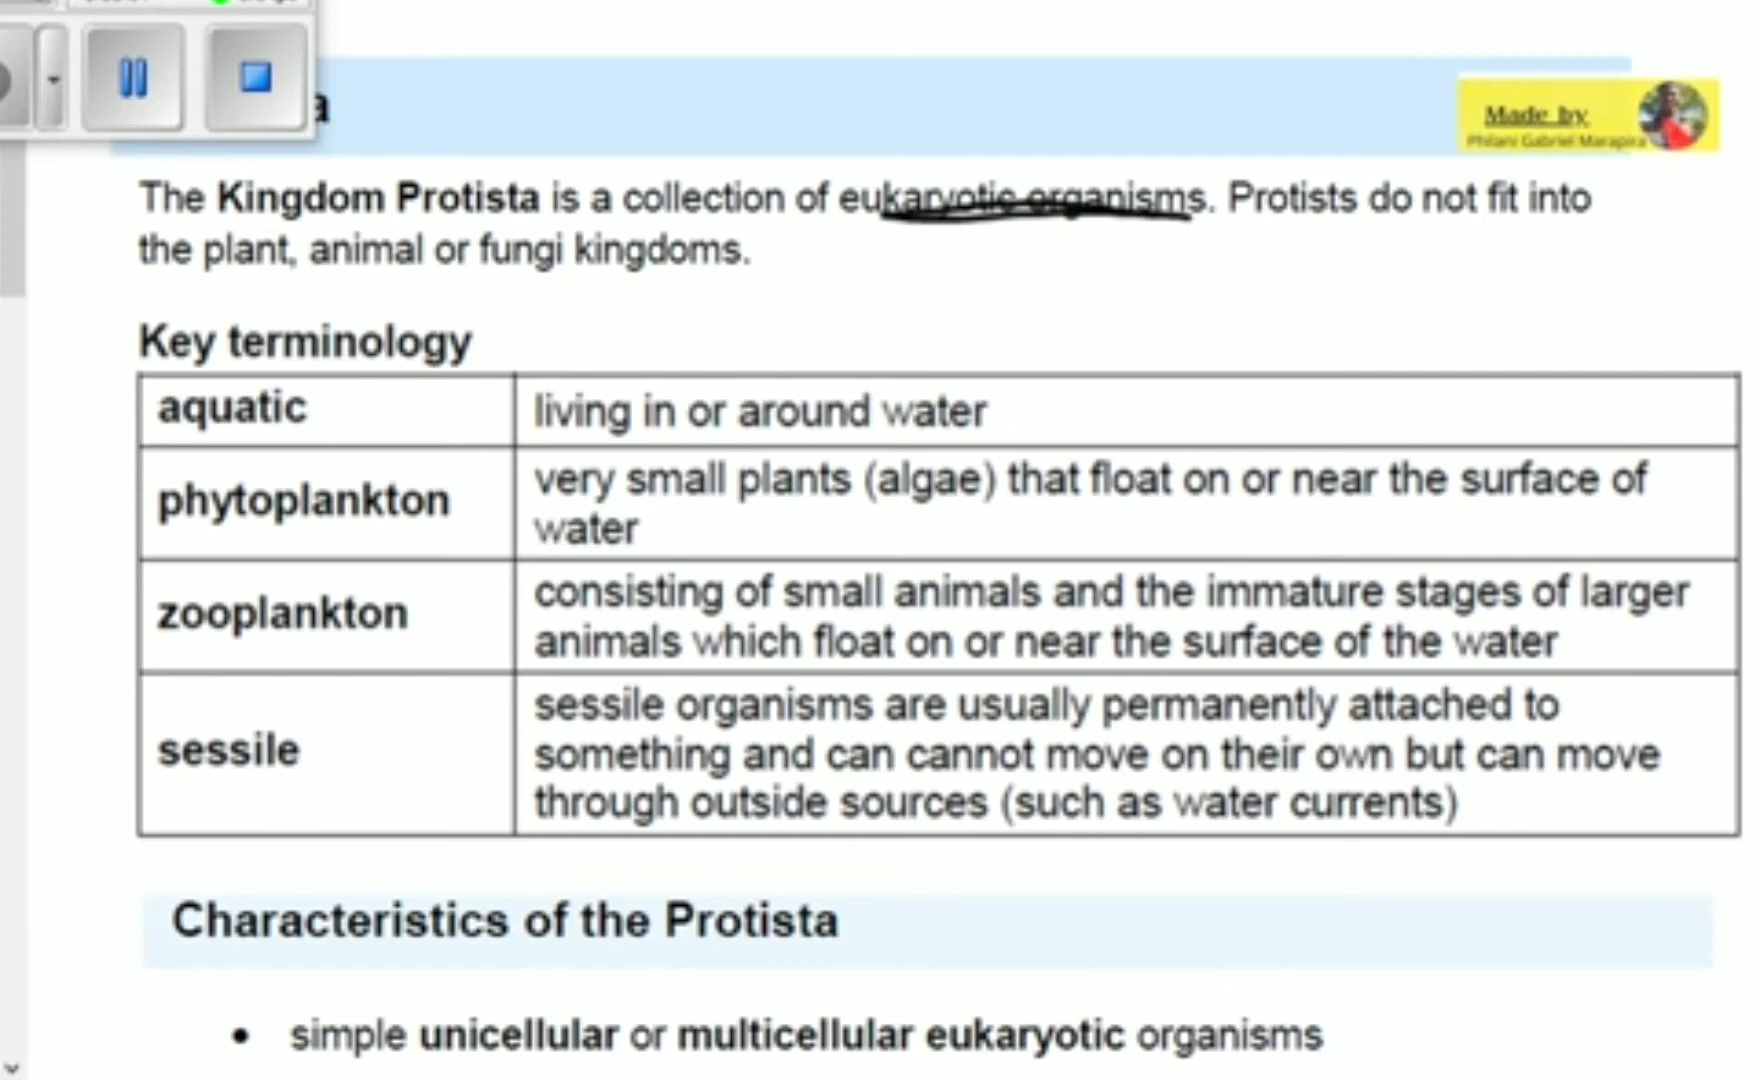 a
Made by
Philani Gabriel Marapira
The Kingdom Protista is a collection of eukaryotic organisms. Protists do not fit into
the plant, animal or fungi kingdoms.
Key terminology
aquatic
living in or around water
phytoplankton
very small plants (algae) that float on or near the surface of
water
zooplankton
consisting of small animals and the immature stages of larger
animals which float on or near the surface of the water
sessile
sessile organisms are usually permanently attached to
something and can cannot move on their own but can move
through outside sources (such as water currents)
Characteristics of the Protista
• simple unicellular or multicellular eukaryotic organisms